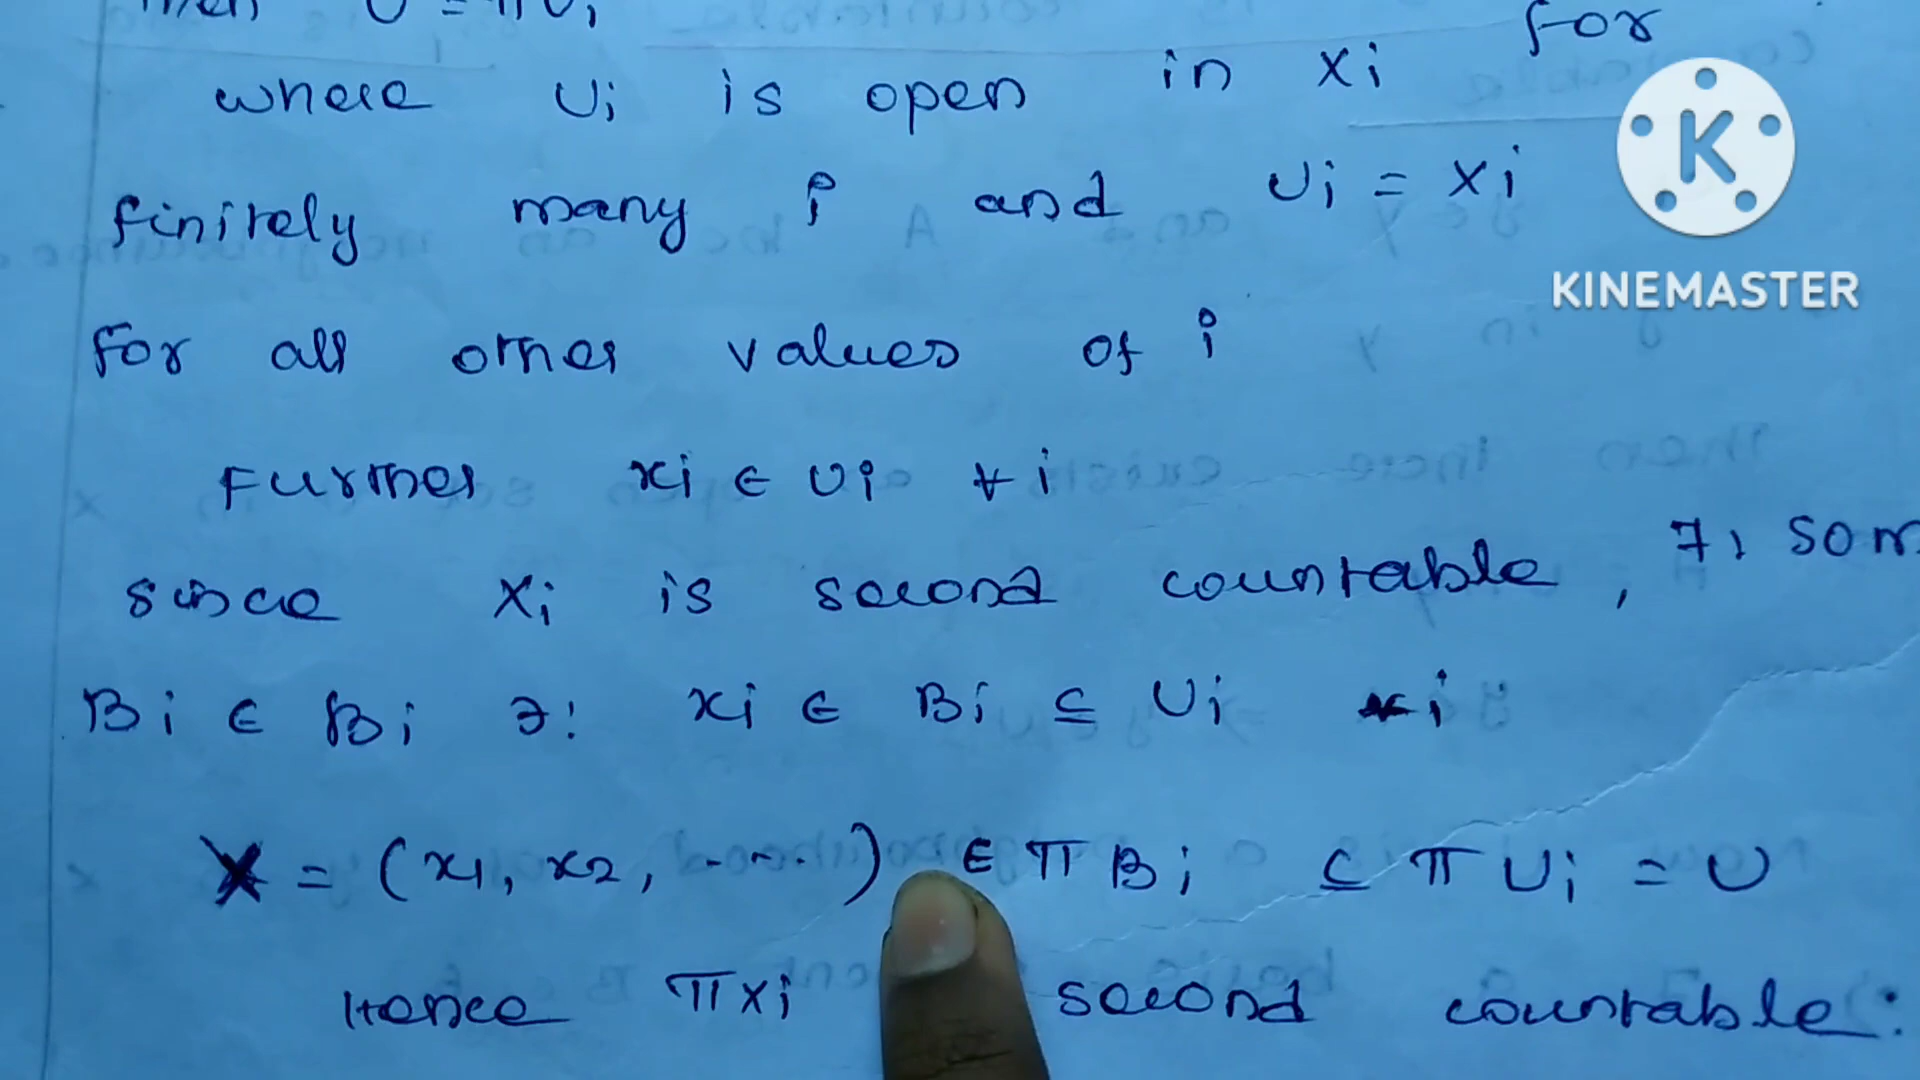 then U = πUi
where Ui is open in Xi for
finitely many i and Ui = Xi
for all other values of i
Further xi ∈ Ui ∀ i
since Xi is second countable, ∃,
Bi ∈ 𝓑i ∋: xi ∈ Bi ⊆ Ui ∀ i
X = (x1, x2, ....) ∈ π Bi ⊆ π Ui = U
Hence πXi second countable.
K
KINEMASTER